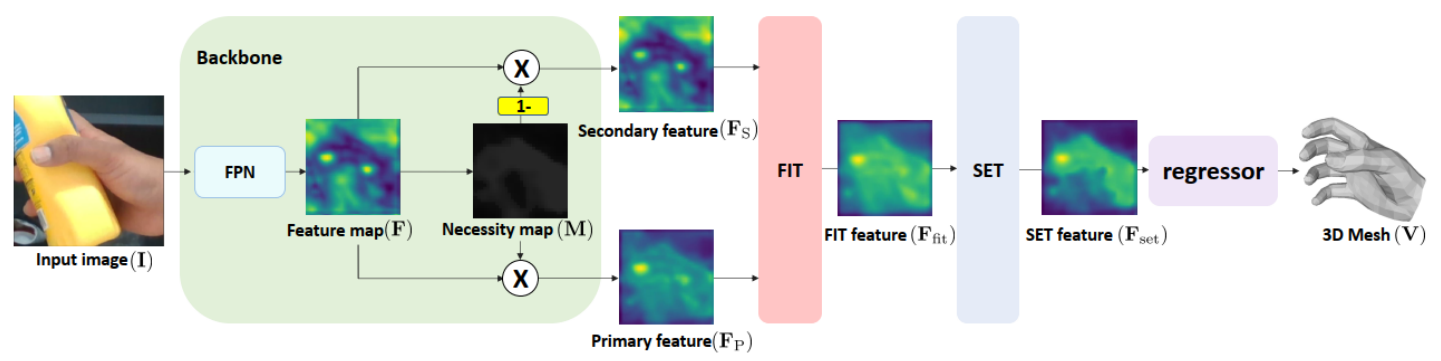 Backbone
X
1-
Secondary feature(F_S)
FPN
FIT
SET
regressor
Feature map(F)
Necessity map (M)
FIT feature (F_fit)
SET feature (F_set)
3D Mesh (V)
Input image(I)
X
Primary feature(F_P)